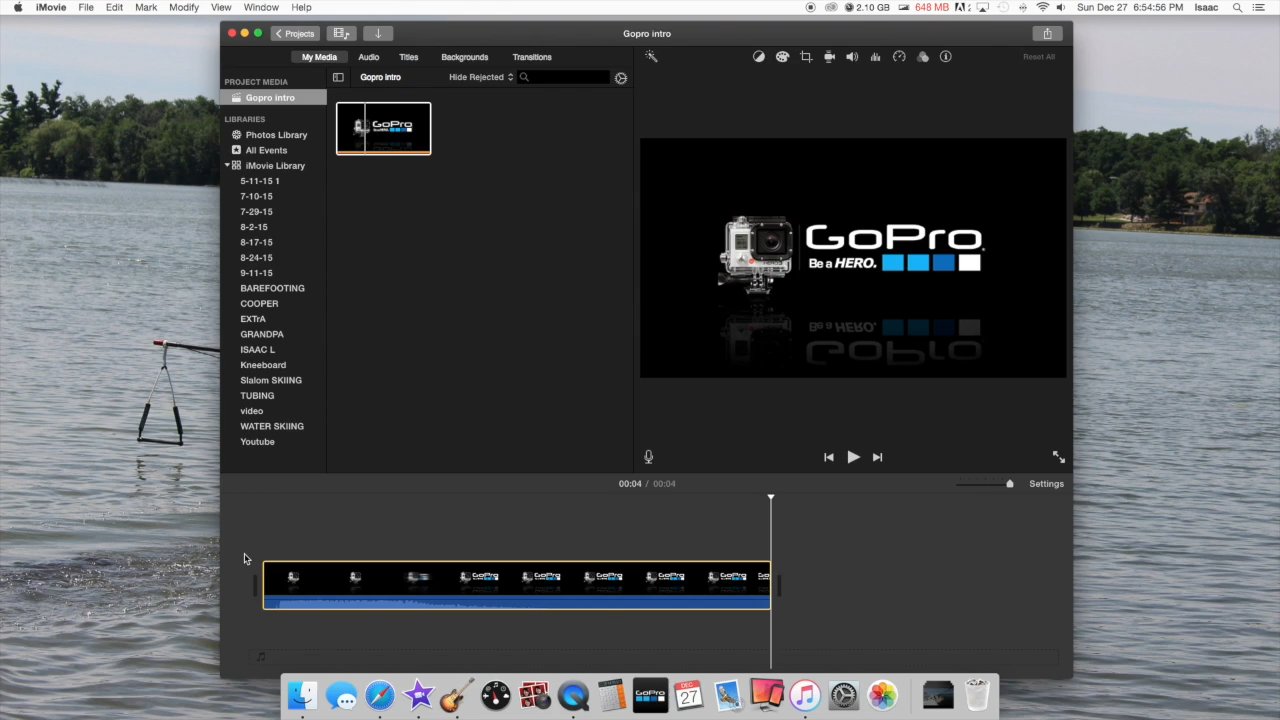 iMovie File Edit Mark Modify View Window Help 2.10 GB 648 MB Sun Dec 27 6:54:56 PM Isaac
Projects Gopro intro
My Media Audio Titles Backgrounds Transitions Reset All
PROJECT MEDIA Gopro intro Hide Rejected
Gopro intro
LIBRARIES
Photos Library
All Events
iMovie Library
5-11-15 1
7-10-15
7-29-15
8-2-15
8-17-15
8-24-15
9-11-15
BAREFOOTING
COOPER
EXTrA
GRANDPA
ISAAC L
Kneeboard
Slalom SKIING
TUBING
video
WATER SKIING
Youtube
GoPro
GoPro
Be a HERO.
00:04 / 00:04 Settings
GoPro
DEC
27